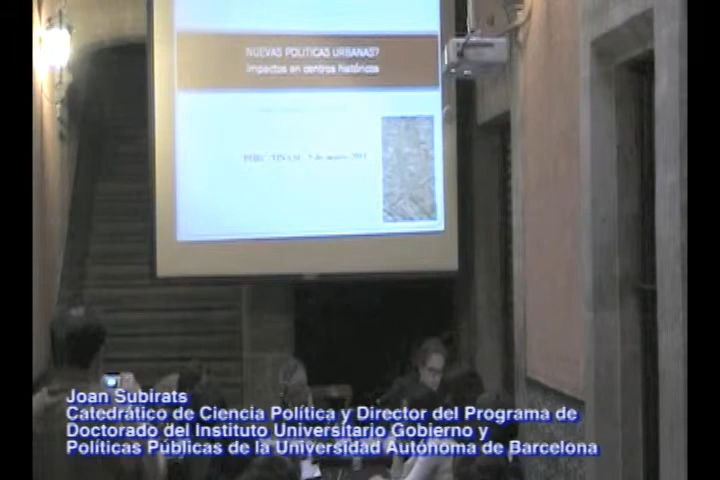 NUEVAS POLITICAS URBANAS?
Impactos en centros históricos
Joan Subirats
Catedrático de Ciencia Política y Director del Programa de
Doctorado del Instituto Universitario Gobierno y
Políticas Públicas de la Universidad Autónoma de Barcelona